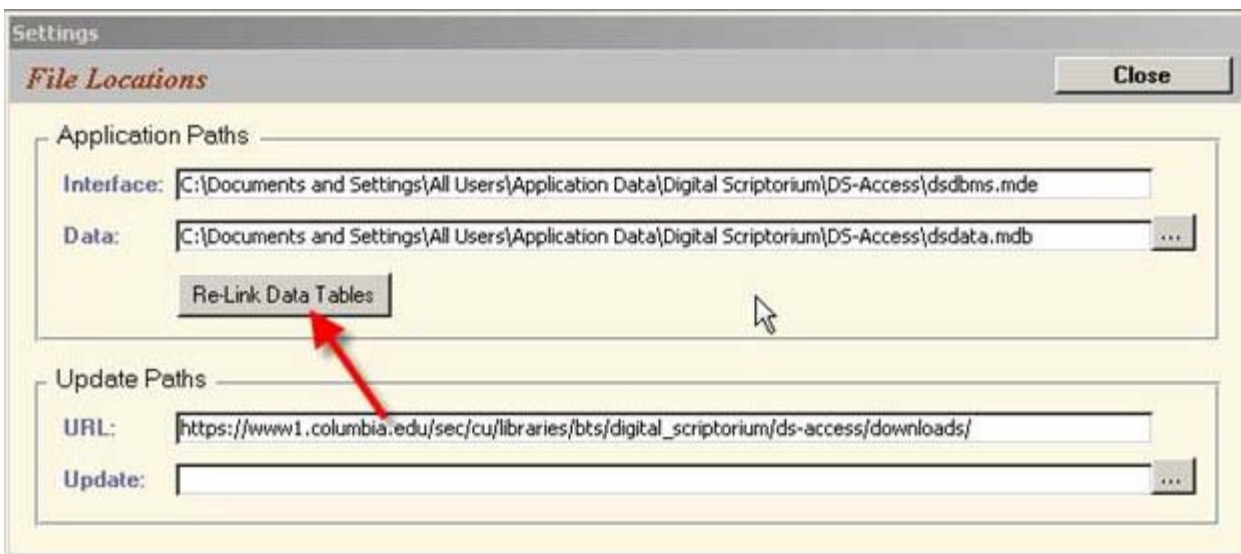 Settings
File Locations
Close
Application Paths
Interface: C:\Documents and Settings\All Users\Application Data\Digital Scriptorium\DS-Access\dsdbms.mde
Data: C:\Documents and Settings\All Users\Application Data\Digital Scriptorium\DS-Access\dsdata.mdb ...
Re-Link Data Tables
Update Paths
URL: https://www1.columbia.edu/sec/cu/libraries/bts/digital_scriptorium/ds-access/downloads/
Update: ...